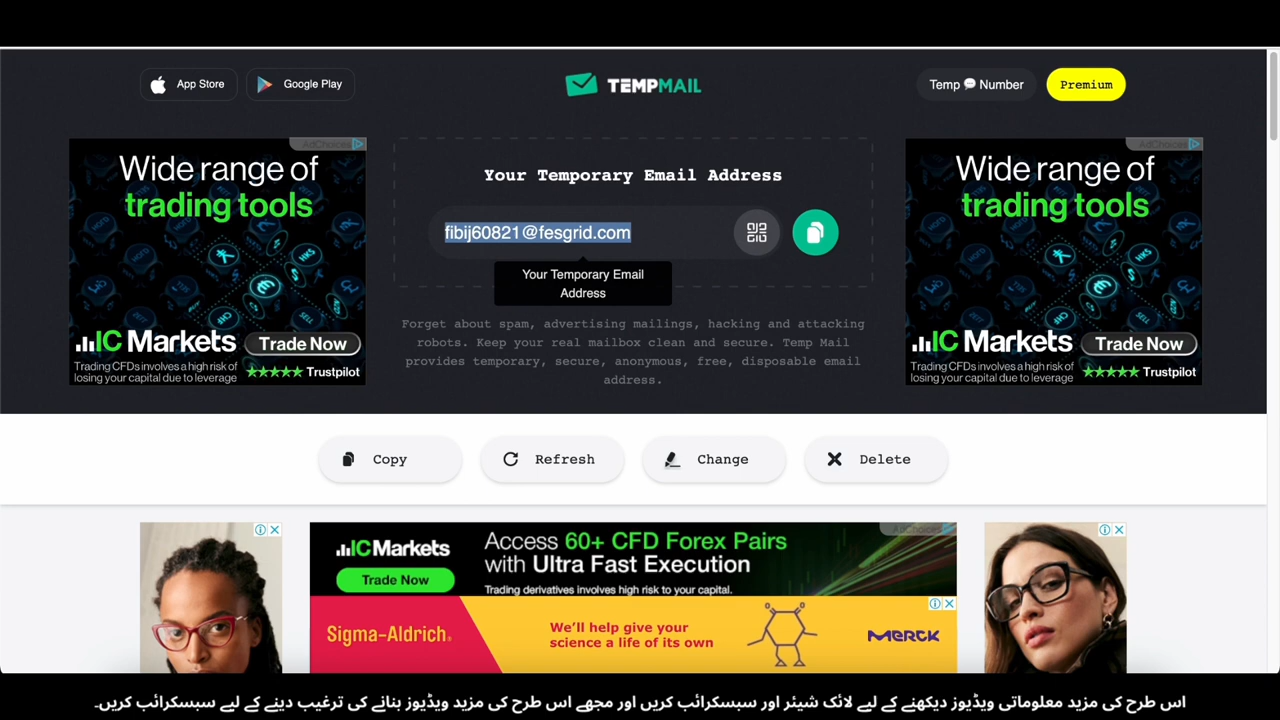 App Store
Google Play
TEMPMAIL
Temp Number
Premium
AdChoices
Wide range of
trading tools
IC Markets
Trade Now
Trading CFDs involves a high risk of
losing your capital due to leverage
Trustpilot
Your Temporary Email Address
fibij60821@fesgrid.com
Your Temporary Email
Address
Forget about spam, advertising mailings, hacking and attacking
robots. Keep your real mailbox clean and secure. Temp Mail
provides temporary, secure, anonymous, free, disposable email
address.
AdChoices
Wide range of
trading tools
IC Markets
Trade Now
Trading CFDs involves a high risk of
losing your capital due to leverage
Trustpilot
Copy
Refresh
Change
Delete
IC Markets
Trade Now
Access 60+ CFD Forex Pairs
with Ultra Fast Execution
Trading derivatives involves high risk to your capital.
AdChoices
Sigma-Aldrich®
We'll help give your
science a life of its own
MERCK
اس طرح کی مزید معلوماتی ویڈیوز دیکھنے کے لیے لائک شیئر اور سبسکرائب کریں اور مجھے اس طرح کی مزید ویڈیوز بنانے کی ترغیب دینے کے لیے سبسکرائب کریں۔